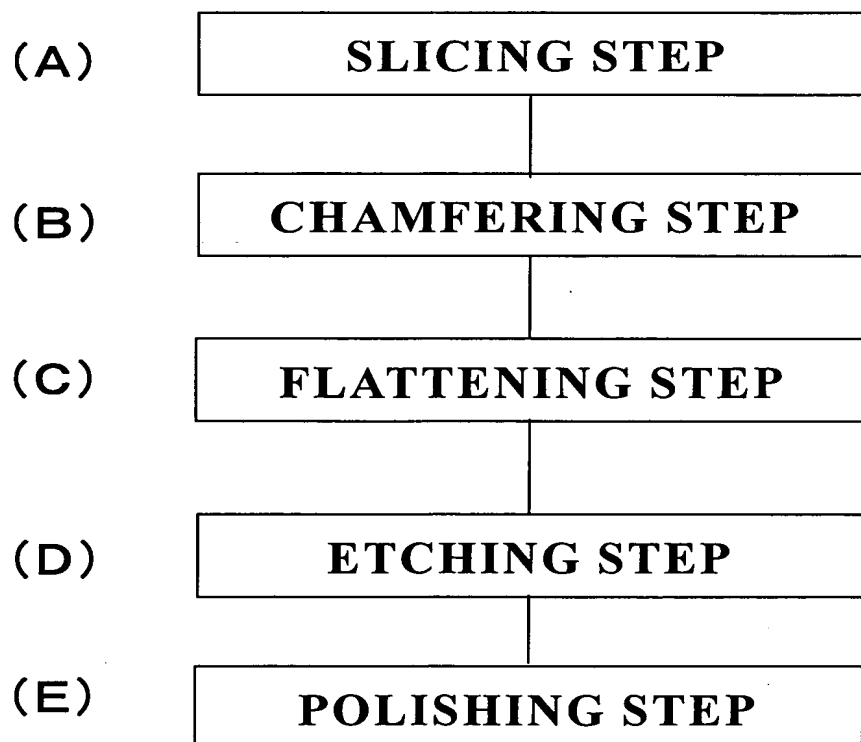 (A) SLICING STEP
(B) CHAMFERING STEP
(C) FLATTENING STEP
(D) ETCHING STEP
(E) POLISHING STEP